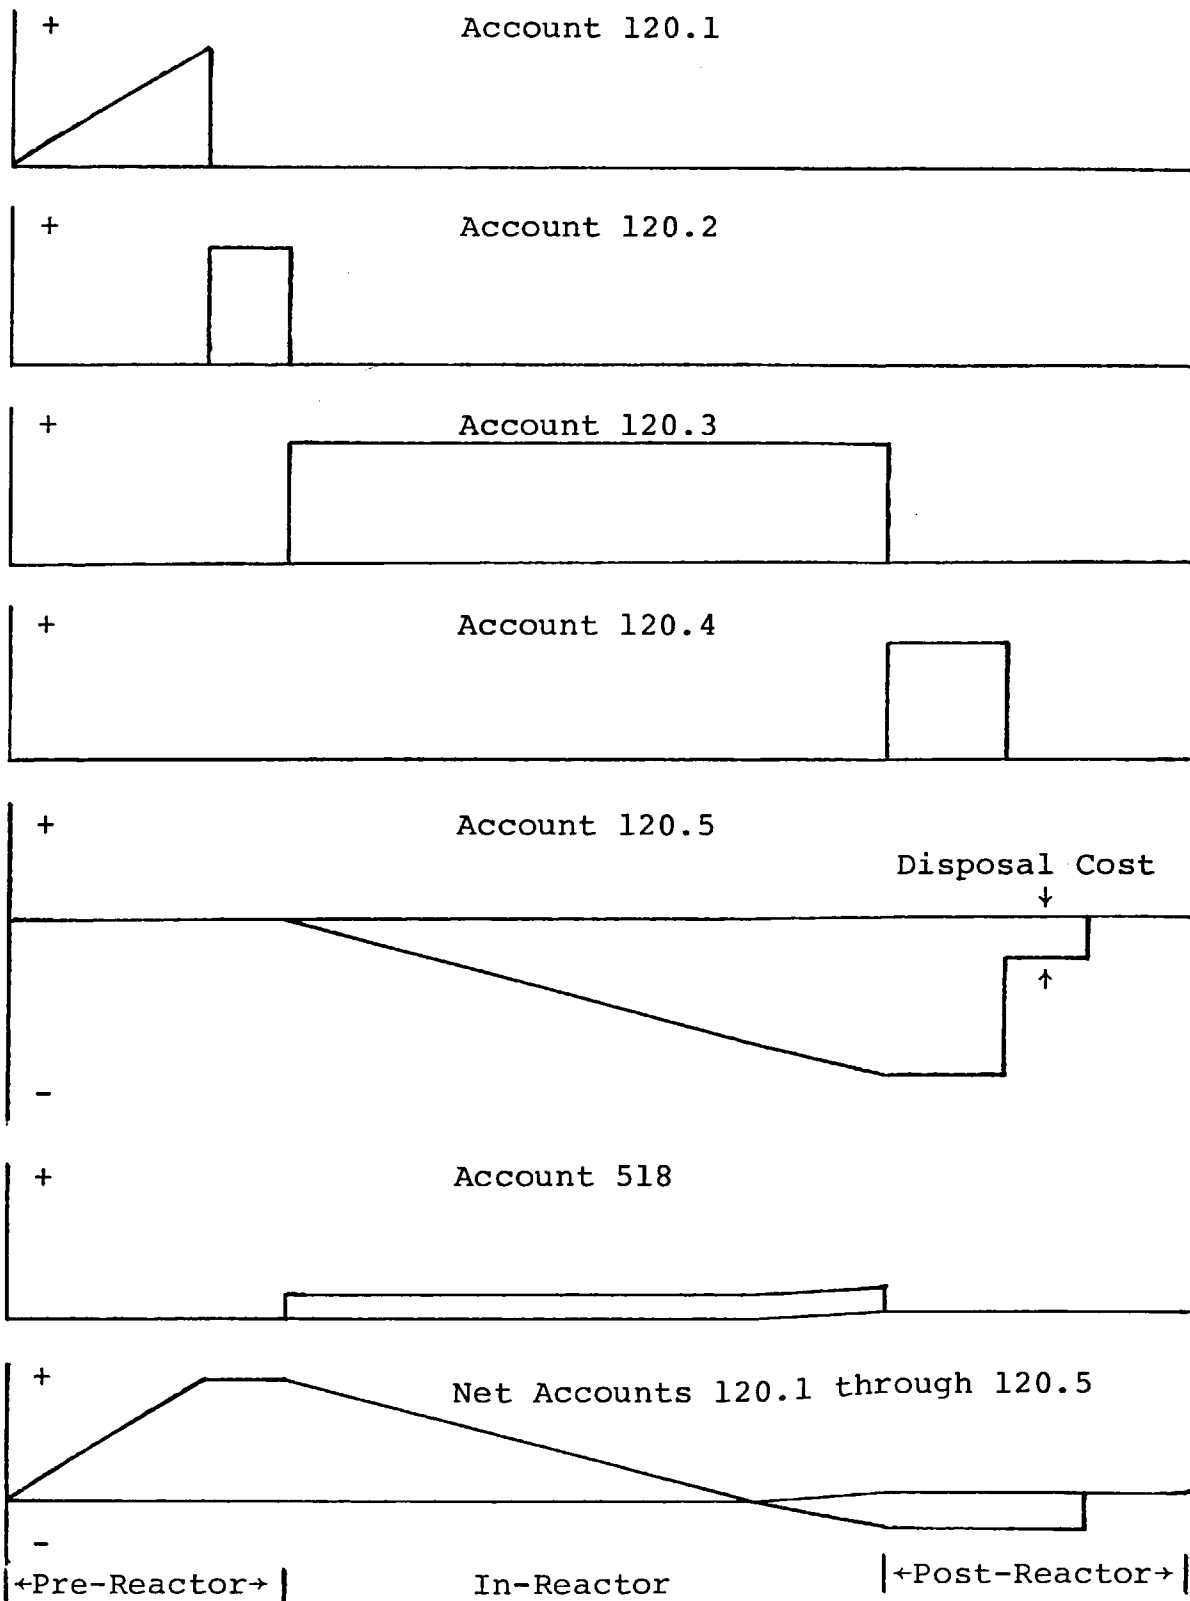 + Account 120.1
+ Account 120.2
+ Account 120.3
+ Account 120.4
+ Account 120.5
Disposal Cost
↓
↑
-
+ Account 518
+ Net Accounts 120.1 through 120.5
-
|←Pre-Reactor→| In-Reactor |←Post-Reactor→|